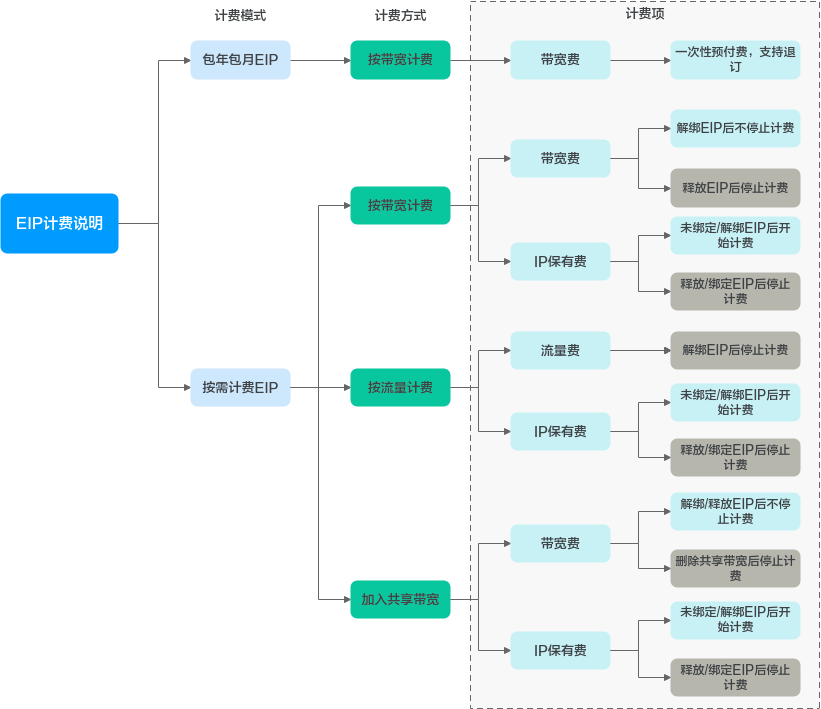 计费模式
计费方式
计费项
包年包月EIP
按带宽计费
带宽费
一次性预付费，支持退
订
EIP计费说明
按需计费EIP
按带宽计费
带宽费
解绑EIP后不停止计费
释放EIP后停止计费
IP保有费
未绑定/解绑EIP后开
始计费
释放/绑定EIP后停止
计费
按流量计费
流量费
解绑EIP后停止计费
IP保有费
未绑定/解绑EIP后开
始计费
释放/绑定EIP后停止
计费
加入共享带宽
带宽费
解绑/释放EIP后不停
止计费
删除共享带宽后停止计
费
IP保有费
未绑定/解绑EIP后开
始计费
释放/绑定EIP后停止
计费